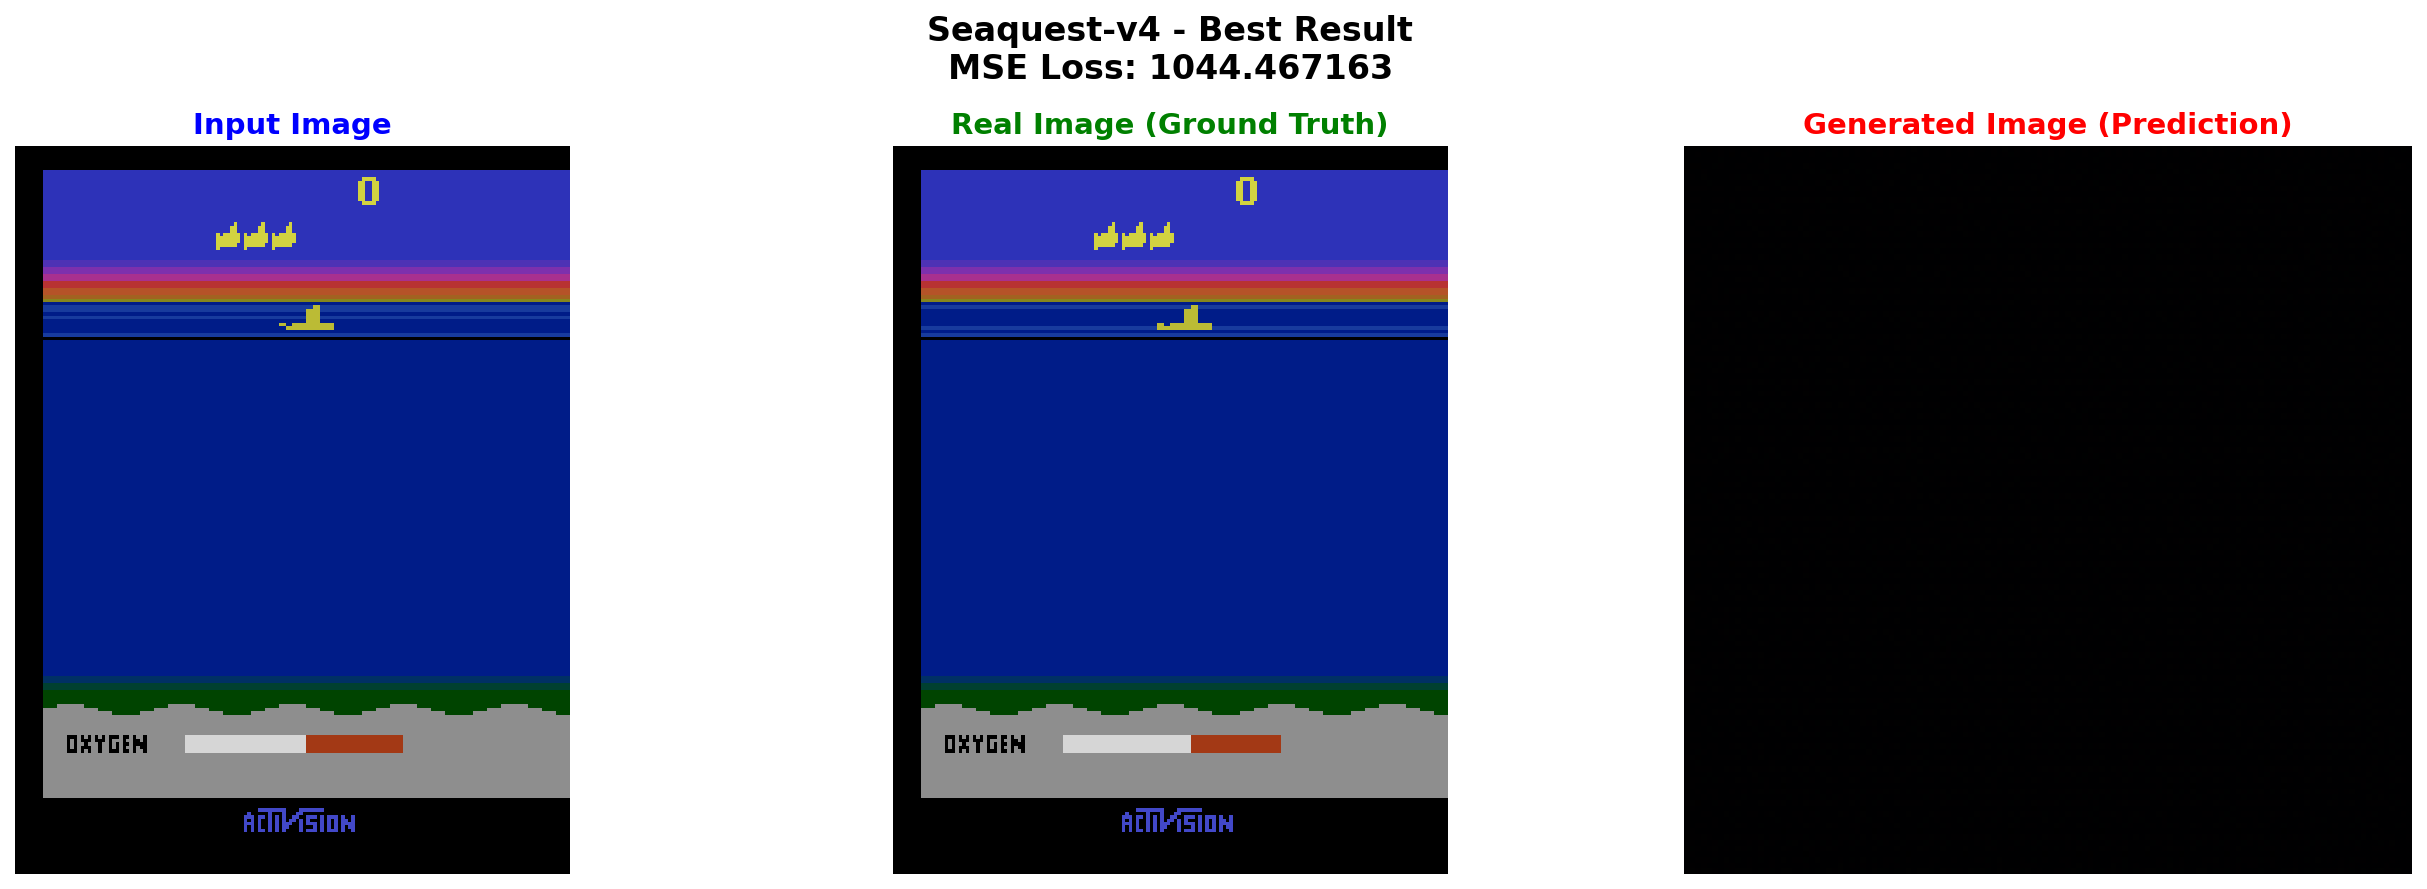 Seaquest-v4 - Best Result
MSE Loss: 1044.467163
Input Image
Real Image (Ground Truth)
Generated Image (Prediction)
0
0
OXYGEN
OXYGEN
ACTIVISION
ACTIVISION